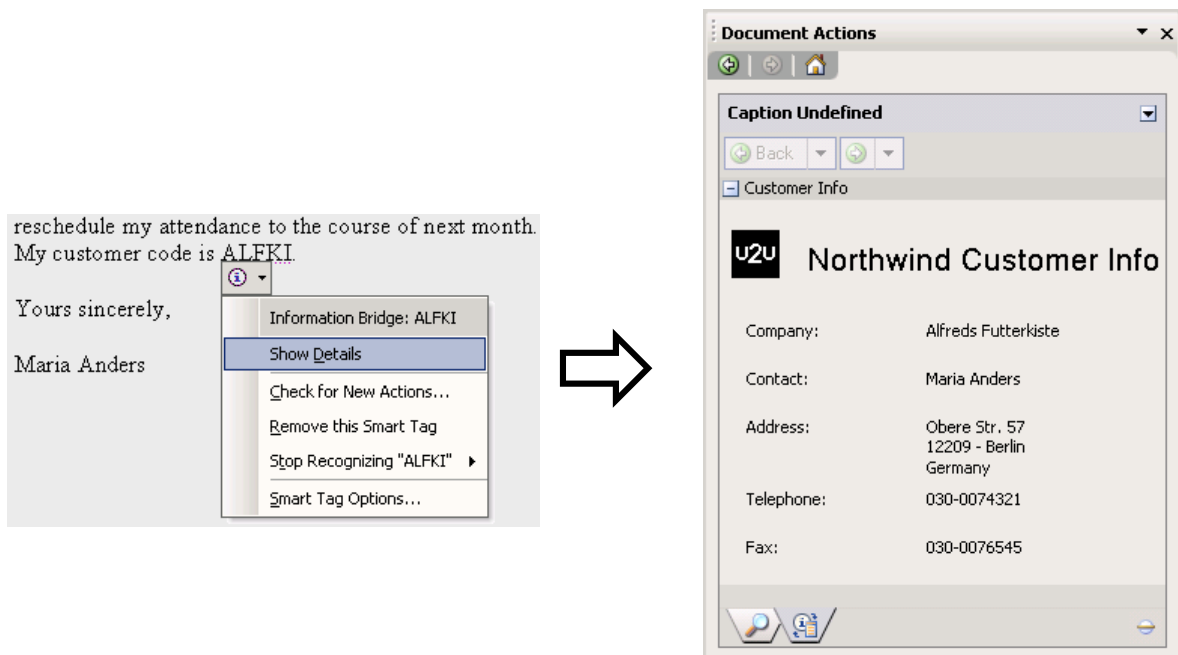 reschedule my attendance to the course of next month.
My customer code is ALFKI.
Yours sincerely,
Maria Anders
Information Bridge: ALFKI
Show Details
Check for New Actions...
Remove this Smart Tag
Stop Recognizing "ALFKI"
Smart Tag Options...
Document Actions
Caption Undefined
Back
Customer Info
U2U Northwind Customer Info
Company: Alfreds Futterkiste
Contact: Maria Anders
Address: Obere Str. 57
12209 - Berlin
Germany
Telephone: 030-0074321
Fax: 030-0076545